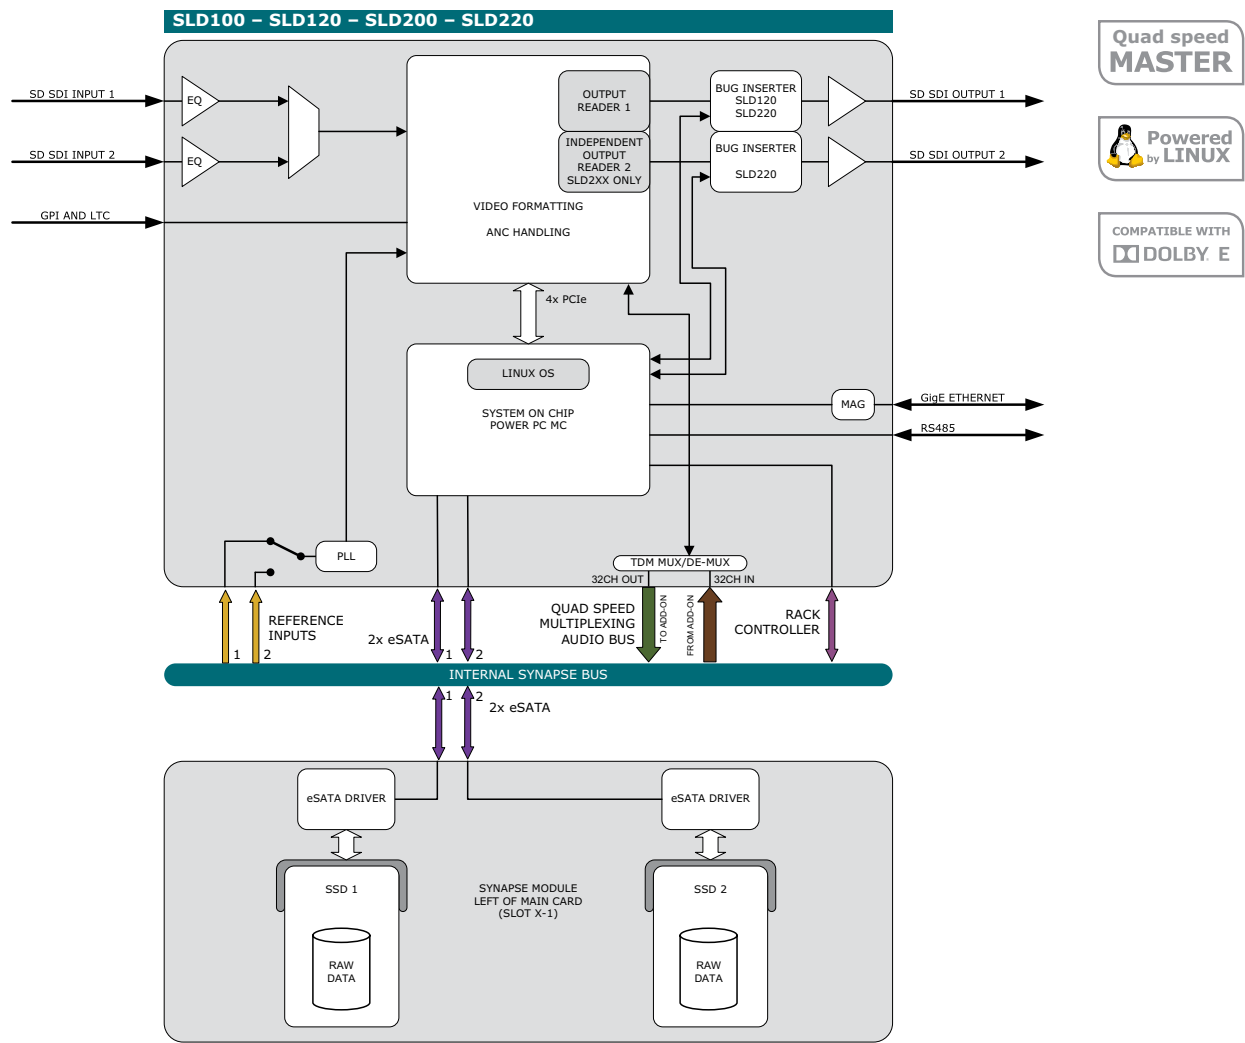 SLD100 – SLD120 – SLD200 – SLD220
Quad speed
MASTER
Powered
by LINUX
COMPATIBLE WITH
DOLBY E
SD SDI INPUT 1
EQ
SD SDI INPUT 2
EQ
GPI AND LTC
OUTPUT
READER 1
INDEPENDENT
OUTPUT
READER 2
SLD2XX ONLY
VIDEO FORMATTING
ANC HANDLING
BUG INSERTER
SLD120
SLD220
BUG INSERTER
SLD220
SD SDI OUTPUT 1
SD SDI OUTPUT 2
4x PCIe
LINUX OS
SYSTEM ON CHIP
POWER PC MC
MAG
GigE ETHERNET
RS485
PLL
TDM MUX/DE-MUX
32CH OUT
32CH IN
REFERENCE
INPUTS
1
2
2x eSATA
1
2
QUAD SPEED
MULTIPLEXING
AUDIO BUS
TO ADD-ON
FROM ADD-ON
RACK
CONTROLLER
INTERNAL SYNAPSE BUS
1
2
2x eSATA
eSATA DRIVER
eSATA DRIVER
SSD 1
SYNAPSE MODULE
LEFT OF MAIN CARD
(SLOT X-1)
SSD 2
RAW
DATA
RAW
DATA